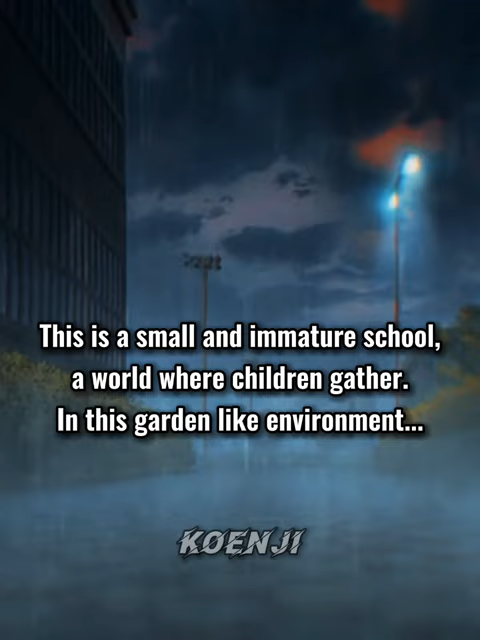 This is a small and immature school,
a world where children gather.
In this garden like environment...
KOENJI